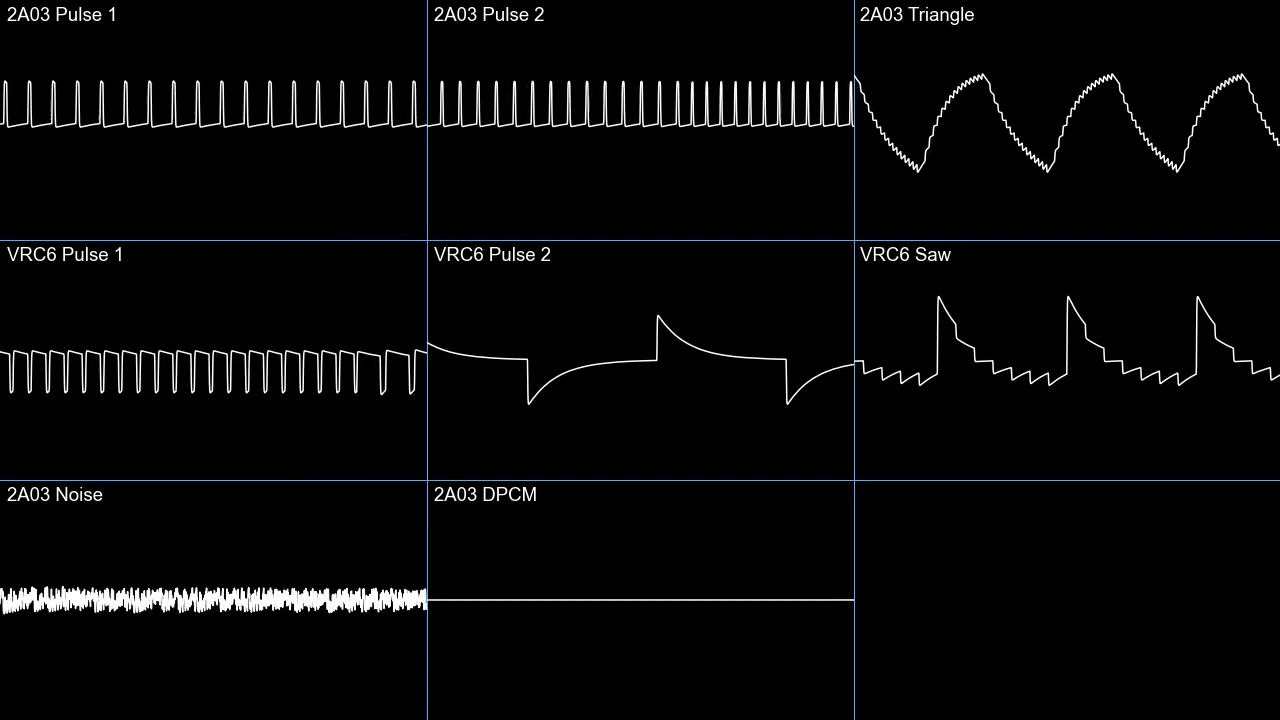 2A03 Pulse 1
2A03 Pulse 2
2A03 Triangle
VRC6 Pulse 1
VRC6 Pulse 2
VRC6 Saw
2A03 Noise
2A03 DPCM